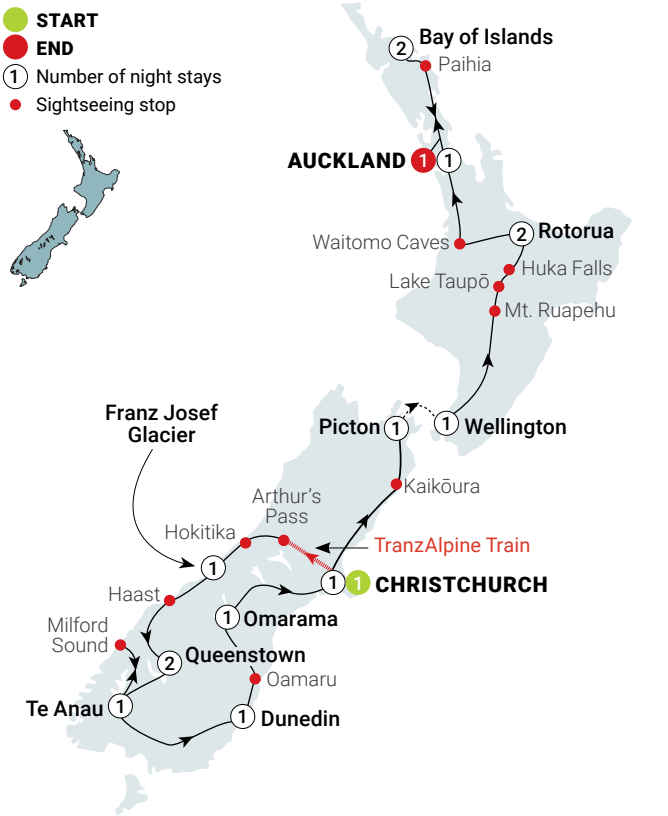 START
END
1 Number of night stays
Sightseeing stop
2 Bay of Islands
Paihia
AUCKLAND 1 1
Waitomo Caves
2 Rotorua
Huka Falls
Lake Taupō
Mt. Ruapehu
Franz Josef
Glacier
Picton 1
1 Wellington
Kaikōura
Arthur's
Pass
Hokitika
TranzAlpine Train
1
1 1 CHRISTCHURCH
Haast
1 Omarama
Milford
Sound
2 Queenstown
Oamaru
Te Anau 1
1 Dunedin